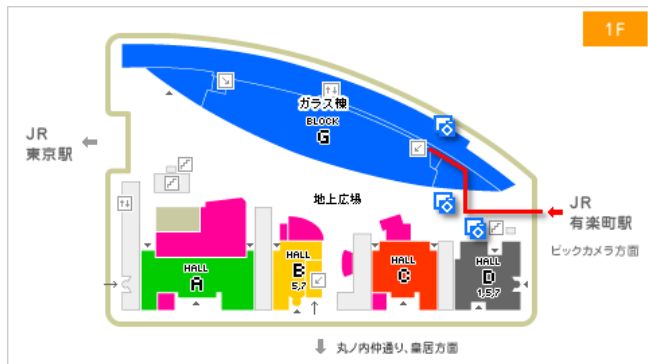 1F
ガラス棟
BLOCK
G
JR
東京駅
地上広場
JR
有楽町駅
ビックカメラ方面
HALL
A
HALL
B
5,7
HALL
C
HALL
D
1,5,7
丸ノ内仲通り、皇居方面